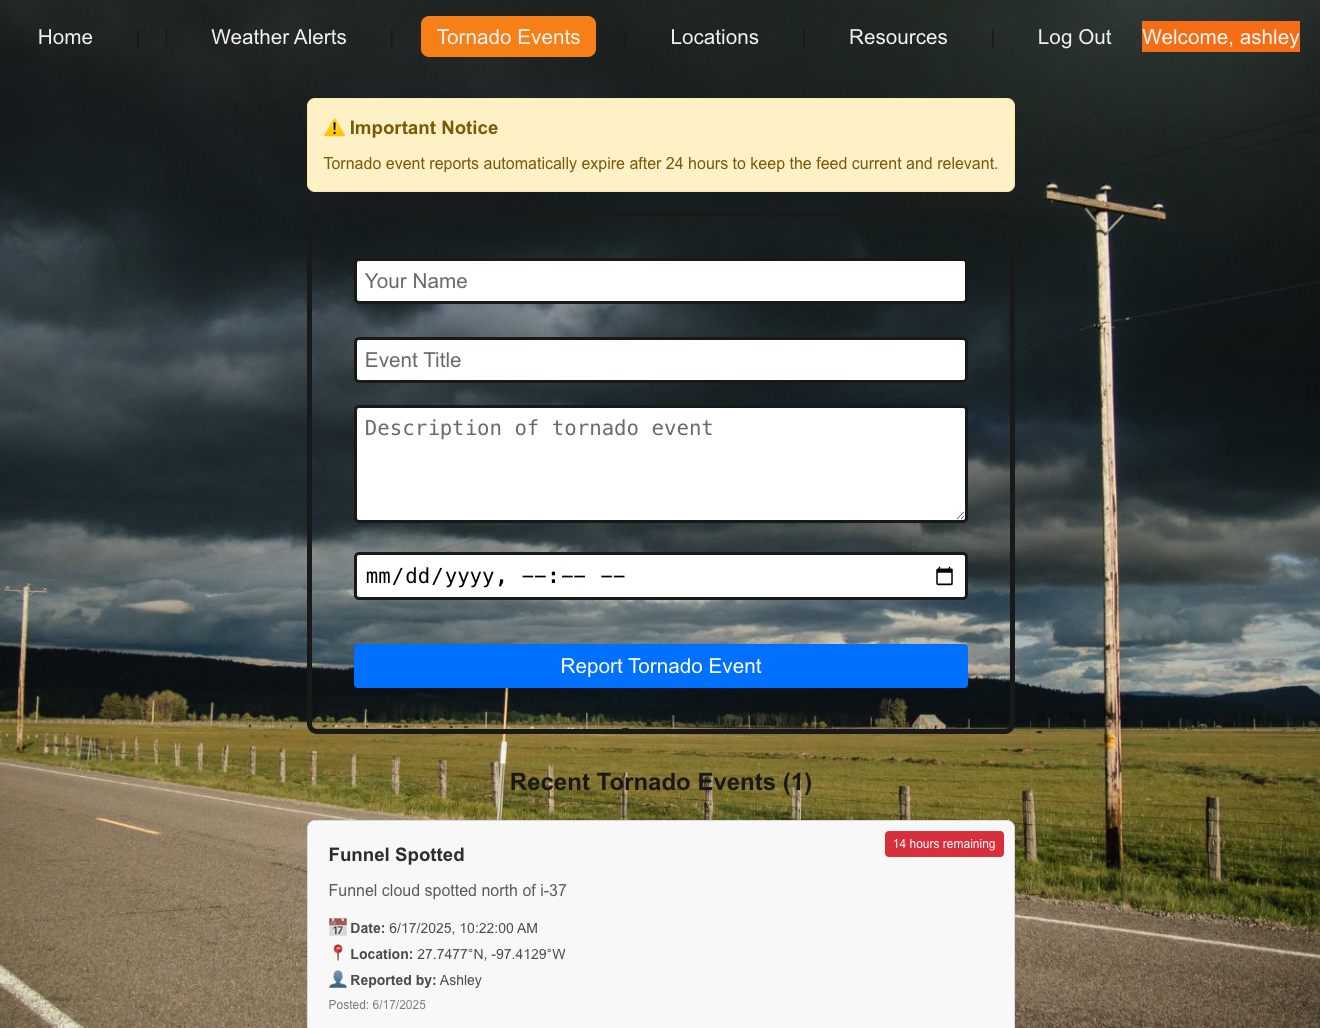 Home | | Weather Alerts | Tornado Events | Locations | Resources | Log Out Welcome, ashley
⚠️ Important Notice
Tornado event reports automatically expire after 24 hours to keep the feed current and relevant.
Your Name
Event Title
Description of tornado event
mm/dd/yyyy, --:-- --
Report Tornado Event
Recent Tornado Events (1)
Funnel Spotted
14 hours remaining
Funnel cloud spotted north of i-37
📅 Date: 6/17/2025, 10:22:00 AM
📍 Location: 27.7477°N, -97.4129°W
👤 Reported by: Ashley
Posted: 6/17/2025